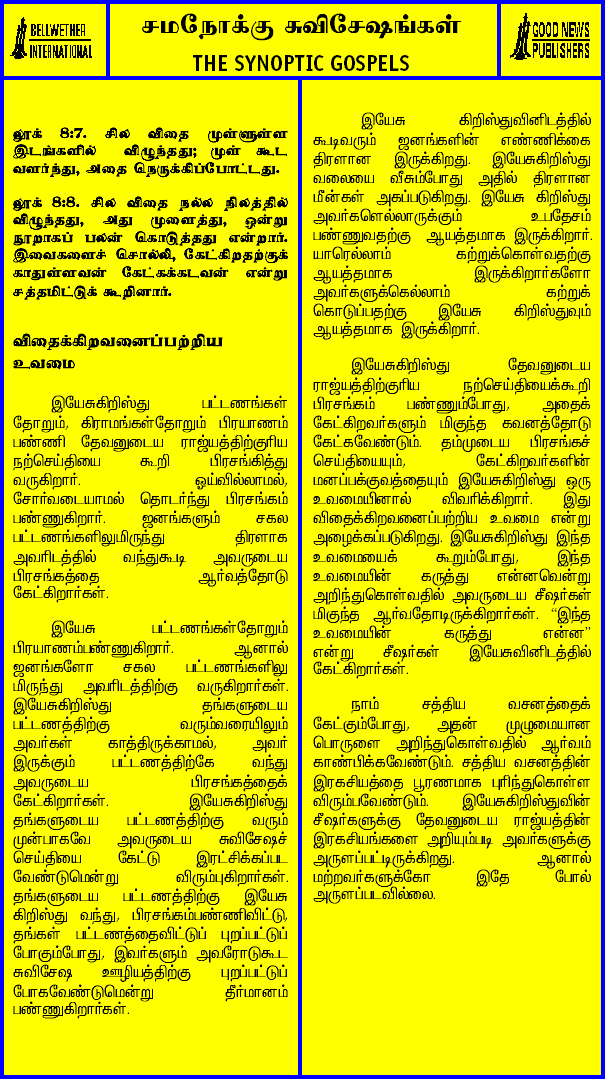 BELLWETHER
INTERNATIONAL
சமநோக்கு சுவிசேஷங்கள்
THE SYNOPTIC GOSPELS
GOOD NEWS
PUBLISHERS
லூக் 8:7. சில விதை முள்ளுள்ள
இடங்களில் விழுந்தது; முள் கூட
வளர்ந்து, அதை நெருக்கிப்போட்டது.
லூக் 8:8. சில விதை நல்ல நிலத்தில்
விழுந்தது, அது முளைத்து, ஒன்று
நூறாகப் பலன் கொடுத்தது என்றார்.
இவைகளைச் சொல்லி, கேட்கிறதற்குக்
காதுள்ளவன் கேட்கக்கடவன் என்று
சத்தமிட்டுக் கூறினார்.
விதைக்கிறவனைப்பற்றிய
உவமை
இயேசுகிறிஸ்து பட்டணங்கள்
தோறும், கிராமங்கள்தோறும் பிரயாணம்
பண்ணி தேவனுடைய ராஜ்யத்திற்குரிய
நற்செய்தியை கூறி பிரசங்கித்து
வருகிறார். ஓய்வில்லாமல்,
சோர்வடையாமல் தொடர்ந்து பிரசங்கம்
பண்ணுகிறார். ஜனங்களும் சகல
பட்டணங்களிலுமிருந்து திரளாக
அவரிடத்தில் வந்துகூடி அவருடைய
பிரசங்கத்தை ஆர்வத்தோடு
கேட்கிறார்கள்.
இயேசு பட்டணங்கள்தோறும்
பிரயாணம்பண்ணுகிறார். ஆனால்
ஜனங்களோ சகல பட்டணங்களிலு
மிருந்து அவரிடத்திற்கு வருகிறார்கள்.
இயேசுகிறிஸ்து தங்களுடைய
பட்டணத்திற்கு வரும்வரையிலும்
அவர்கள் காத்திருக்காமல், அவர்
இருக்கும் பட்டணத்திற்கே வந்து
அவருடைய பிரசங்கத்தைக்
கேட்கிறார்கள். இயேசுகிறிஸ்து
தங்களுடைய பட்டணத்திற்கு வரும்
முன்பாகவே அவருடைய சுவிசேஷச்
செய்தியை கேட்டு இரட்சிக்கப்பட
வேண்டுமென்று விரும்புகிறார்கள்.
தங்களுடைய பட்டணத்திற்கு இயேசு
கிறிஸ்து வந்து, பிரசங்கம்பண்ணிவிட்டு,
தங்கள் பட்டணத்தைவிட்டுப் புறப்பட்டுப்
போகும்போது, இவர்களும் அவரோடுகூட
சுவிசேஷ ஊழியத்திற்கு புறப்பட்டுப்
போகவேண்டுமென்று தீர்மானம்
பண்ணுகிறார்கள்.
இயேசு கிறிஸ்துவினிடத்தில்
கூடிவரும் ஜனங்களின் எண்ணிக்கை
திரளான இருக்கிறது. இயேசுகிறிஸ்து
வலையை வீசும்போது அதில் திரளான
மீன்கள் அகப்படுகிறது. இயேசு கிறிஸ்து
அவர்களெல்லாருக்கும் உபதேசம்
பண்ணுவதற்கு ஆயத்தமாக இருக்கிறார்.
யாரெல்லாம் கற்றுக்கொள்வதற்கு
ஆயத்தமாக இருக்கிறார்களோ
அவர்களுக்கெல்லாம் கற்றுக்
கொடுப்பதற்கு இயேசு கிறிஸ்துவும்
ஆயத்தமாக இருக்கிறார்.
இயேசுகிறிஸ்து தேவனுடைய
ராஜ்யத்திற்குரிய நற்செய்தியைக்கூறி
பிரசங்கம் பண்ணும்போது, அதைக்
கேட்கிறவர்களும் மிகுந்த கவனத்தோடு
கேட்கவேண்டும். தம்முடைய பிரசங்கச்
செய்தியையும், கேட்கிறவர்களின்
மனப்பக்குவத்தையும் இயேசுகிறிஸ்து ஒரு
உவமையினால் விவரிக்கிறார். இது
விதைக்கிறவனைப்பற்றிய உவமை என்று
அழைக்கப்படுகிறது. இயேசுகிறிஸ்து இந்த
உவமையைக் கூறும்போது, இந்த
உவமையின் கருத்து என்னவென்று
அறிந்துகொள்வதில் அவருடைய சீஷர்கள்
மிகுந்த ஆர்வதோடிருக்கிறார்கள். “இந்த
உவமையின் கருத்து என்ன”
என்று சீஷர்கள் இயேசுவினிடத்தில்
கேட்கிறார்கள்.
நாம் சத்திய வசனத்தைக்
கேட்கும்போது, அதன் முழுமையான
பொருளை அறிந்துகொள்வதில் ஆர்வம்
காண்பிக்கவேண்டும். சத்திய வசனத்தின்
இரகசியத்தை பூரணமாக புரிந்துகொள்ள
விரும்பவேண்டும். இயேசுகிறிஸ்துவின்
சீஷர்களுக்கு தேவனுடைய ராஜ்யத்தின்
இரகசியங்களை அறியும்படி அவர்களுக்கு
அருளப்பட்டிருக்கிறது. ஆனால்
மற்றவர்களுக்கோ இதே போல்
அருளப்படவில்லை.